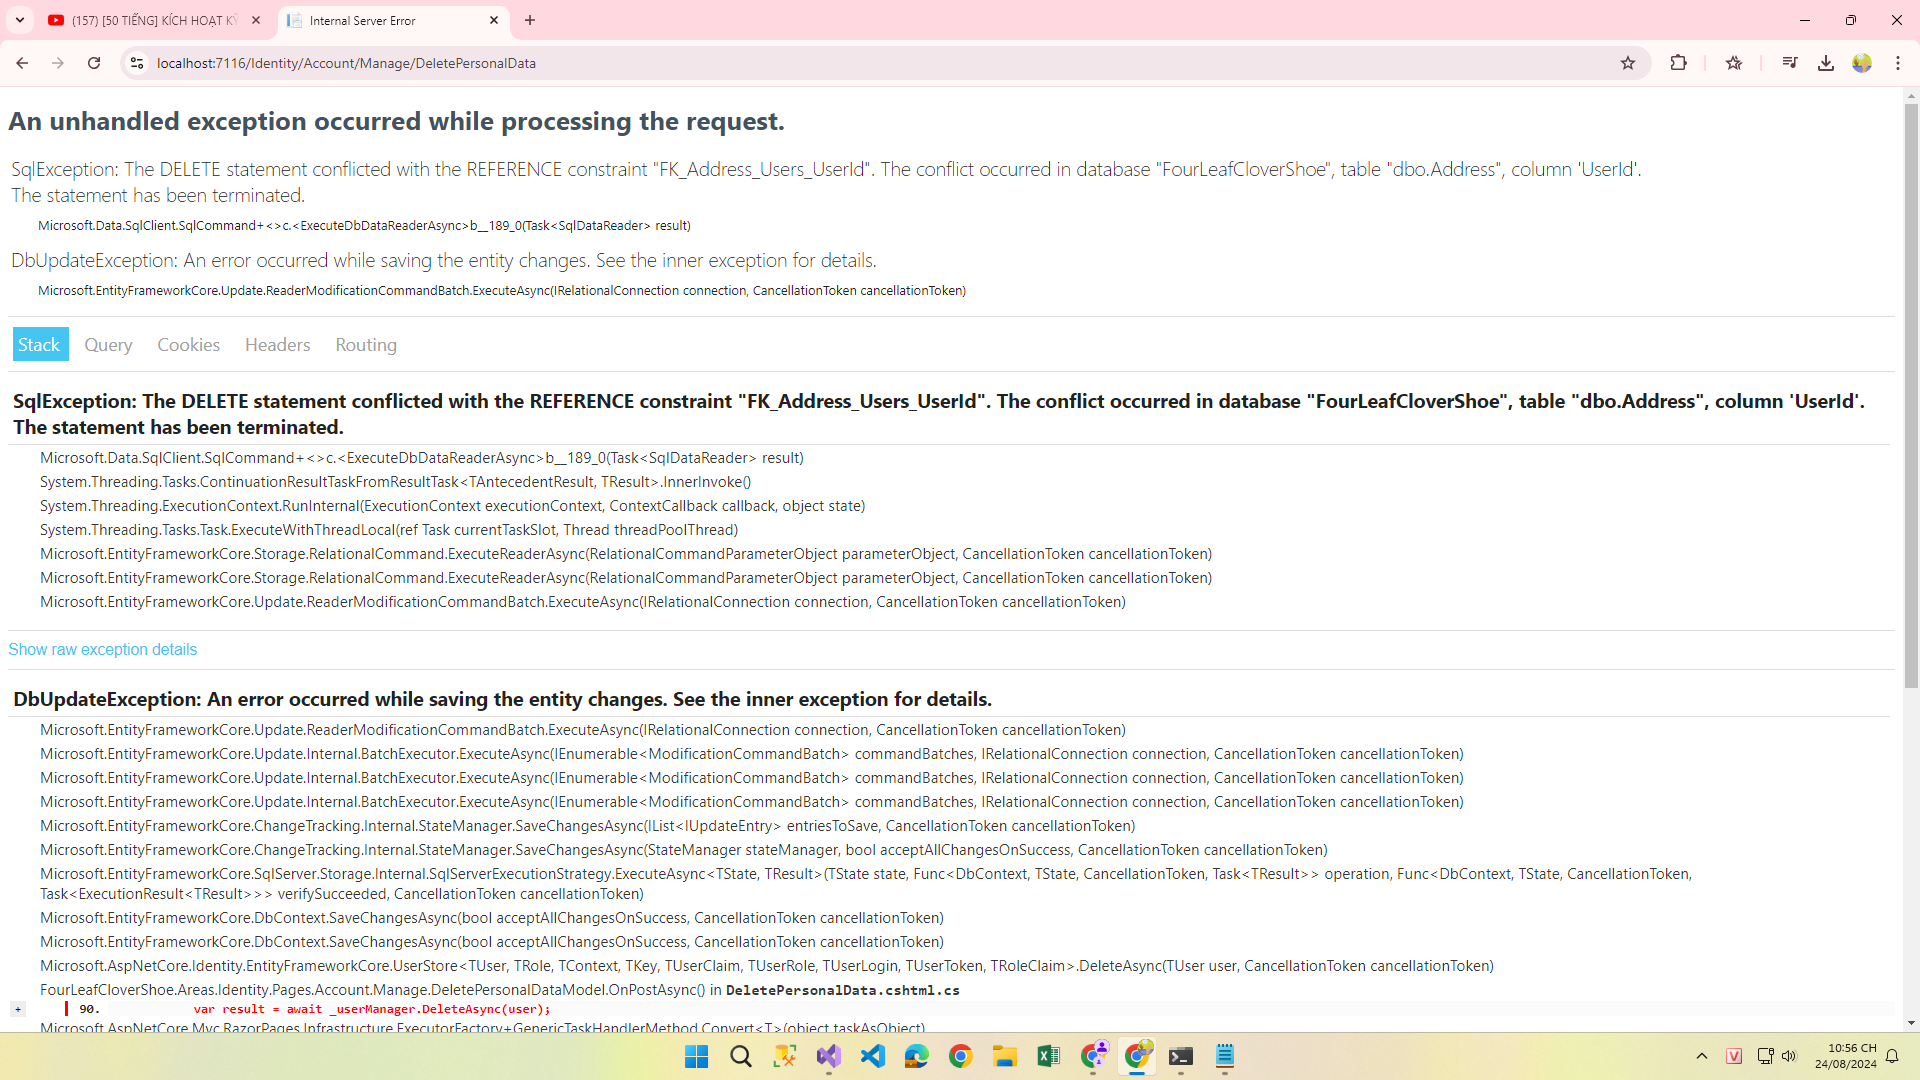 (157) [50 TIẾNG] KÍCH HOẠT KỸ
Internal Server Error
localhost:7116/Identity/Account/Manage/DeletePersonalData
An unhandled exception occurred while processing the request.
SqlException: The DELETE statement conflicted with the REFERENCE constraint "FK_Address_Users_UserId". The conflict occurred in database "FourLeafCloverShoe", table "dbo.Address", column 'UserId'.
The statement has been terminated.
Microsoft.Data.SqlClient.SqlCommand+<>c.<ExecuteDbDataReaderAsync>b__189_0(Task<SqlDataReader> result)
DbUpdateException: An error occurred while saving the entity changes. See the inner exception for details.
Microsoft.EntityFrameworkCore.Update.ReaderModificationCommandBatch.ExecuteAsync(IRelationalConnection connection, CancellationToken cancellationToken)
Stack Query Cookies Headers Routing
SqlException: The DELETE statement conflicted with the REFERENCE constraint "FK_Address_Users_UserId". The conflict occurred in database "FourLeafCloverShoe", table "dbo.Address", column 'UserId'.
The statement has been terminated.
Microsoft.Data.SqlClient.SqlCommand+<>c.<ExecuteDbDataReaderAsync>b__189_0(Task<SqlDataReader> result)
System.Threading.Tasks.ContinuationResultTaskFromResultTask<TAntecedentResult, TResult>.InnerInvoke()
System.Threading.ExecutionContext.RunInternal(ExecutionContext executionContext, ContextCallback callback, object state)
System.Threading.Tasks.Task.ExecuteWithThreadLocal(ref Task currentTaskSlot, Thread threadPoolThread)
Microsoft.EntityFrameworkCore.Storage.RelationalCommand.ExecuteReaderAsync(RelationalCommandParameterObject parameterObject, CancellationToken cancellationToken)
Microsoft.EntityFrameworkCore.Storage.RelationalCommand.ExecuteReaderAsync(RelationalCommandParameterObject parameterObject, CancellationToken cancellationToken)
Microsoft.EntityFrameworkCore.Update.ReaderModificationCommandBatch.ExecuteAsync(IRelationalConnection connection, CancellationToken cancellationToken)
Show raw exception details
DbUpdateException: An error occurred while saving the entity changes. See the inner exception for details.
Microsoft.EntityFrameworkCore.Update.ReaderModificationCommandBatch.ExecuteAsync(IRelationalConnection connection, CancellationToken cancellationToken)
Microsoft.EntityFrameworkCore.Update.Internal.BatchExecutor.ExecuteAsync(IEnumerable<ModificationCommandBatch> commandBatches, IRelationalConnection connection, CancellationToken cancellationToken)
Microsoft.EntityFrameworkCore.Update.Internal.BatchExecutor.ExecuteAsync(IEnumerable<ModificationCommandBatch> commandBatches, IRelationalConnection connection, CancellationToken cancellationToken)
Microsoft.EntityFrameworkCore.Update.Internal.BatchExecutor.ExecuteAsync(IEnumerable<ModificationCommandBatch> commandBatches, IRelationalConnection connection, CancellationToken cancellationToken)
Microsoft.EntityFrameworkCore.ChangeTracking.Internal.StateManager.SaveChangesAsync(IList<IUpdateEntry> entriesToSave, CancellationToken cancellationToken)
Microsoft.EntityFrameworkCore.ChangeTracking.Internal.StateManager.SaveChangesAsync(StateManager stateManager, bool acceptAllChangesOnSuccess, CancellationToken cancellationToken)
Microsoft.EntityFrameworkCore.SqlServer.Storage.Internal.SqlServerExecutionStrategy.ExecuteAsync<TState, TResult>(TState state, Func<DbContext, TState, CancellationToken, Task<TResult>> operation, Func<DbContext, TState, CancellationToken,
Task<ExecutionResult<TResult>>> verifySucceeded, CancellationToken cancellationToken)
Microsoft.EntityFrameworkCore.DbContext.SaveChangesAsync(bool acceptAllChangesOnSuccess, CancellationToken cancellationToken)
Microsoft.EntityFrameworkCore.DbContext.SaveChangesAsync(bool acceptAllChangesOnSuccess, CancellationToken cancellationToken)
Microsoft.AspNetCore.Identity.EntityFrameworkCore.UserStore<TUser, TRole, TContext, TKey, TUserClaim, TUserRole, TUserLogin, TUserToken, TRoleClaim>.DeleteAsync(TUser user, CancellationToken cancellationToken)
FourLeafCloverShoe.Areas.Identity.Pages.Account.Manage.DeletePersonalDataModel.OnPostAsync() in DeletePersonalData.cshtml.cs
+ 90. var result = await _userManager.DeleteAsync(user);
Microsoft.AspNetCore.Mvc.RazorPages.Infrastructure.ExecutorFactory+GenericTaskHandlerMethod.Convert<T>(object taskAsObject)
V
10:56 CH
24/08/2024